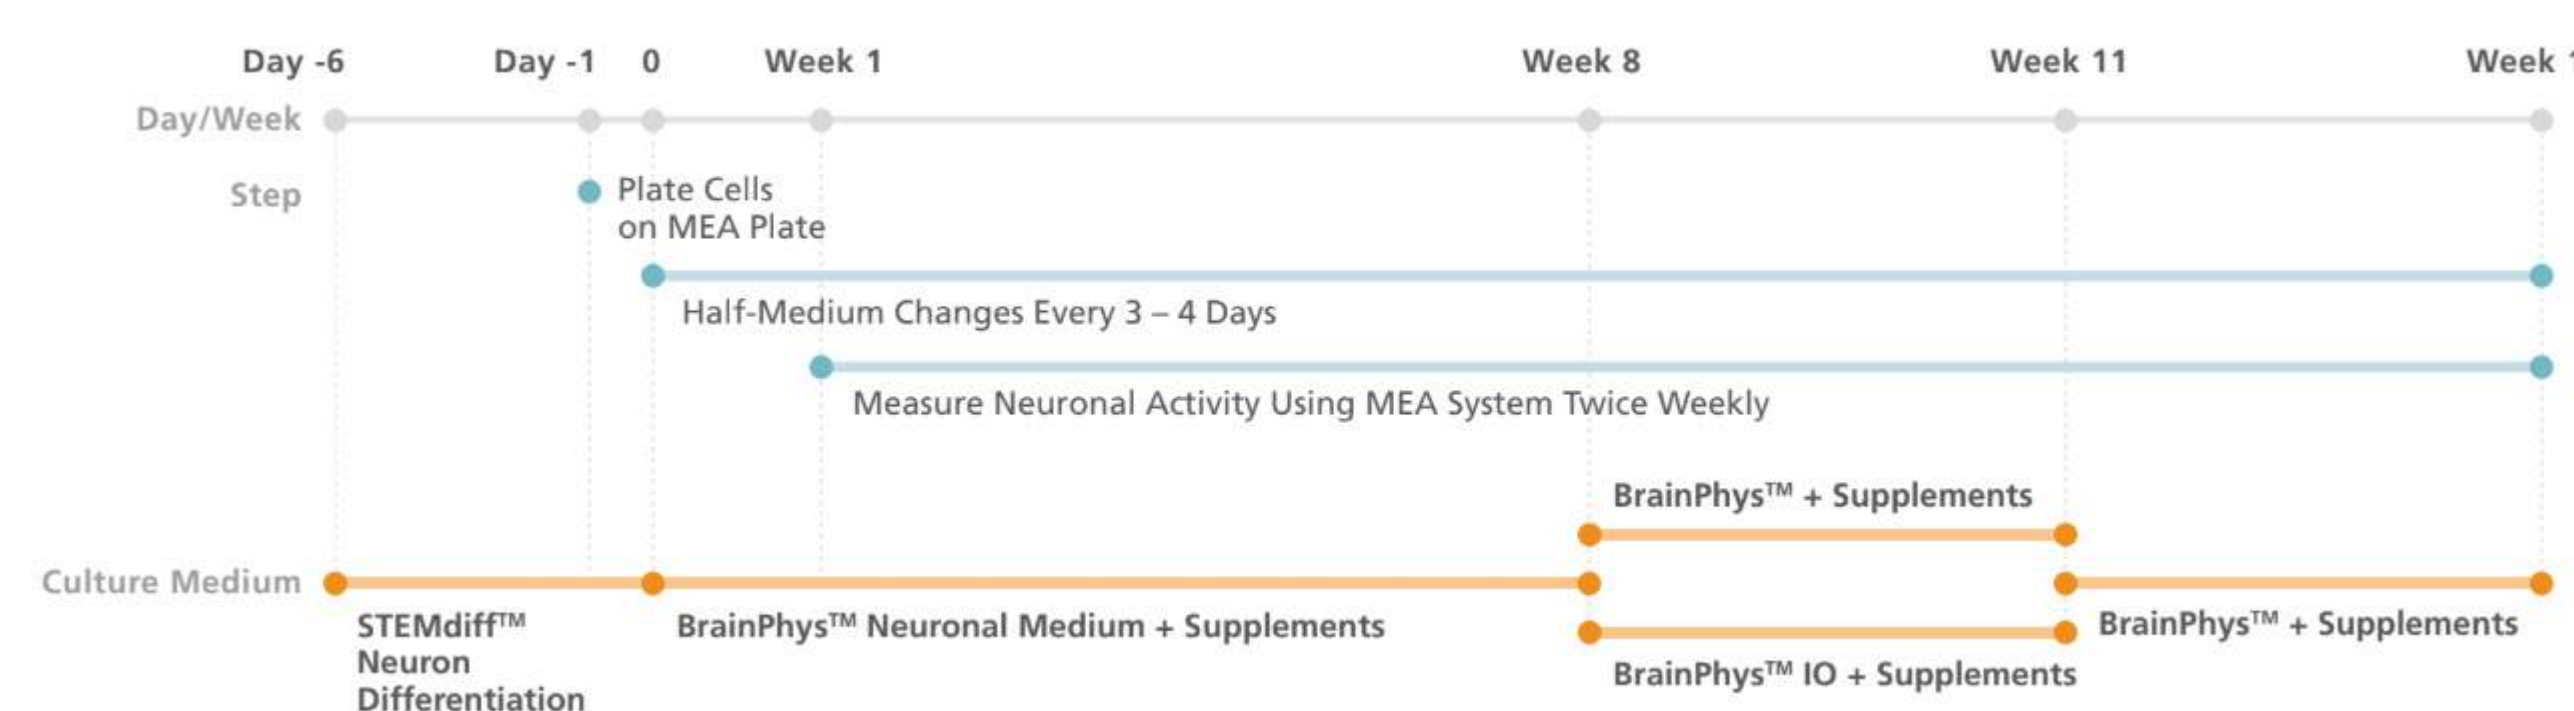 Day -6 Day -1 0 Week 1 Week 8 Week 11 Week
Day/Week
Step
Plate Cells
on MEA Plate
Half-Medium Changes Every 3 – 4 Days
Measure Neuronal Activity Using MEA System Twice Weekly
BrainPhys™ + Supplements
Culture Medium
STEMdiff™
Neuron
Differentiation
BrainPhys™ Neuronal Medium + Supplements
BrainPhys™ + Supplements
BrainPhys™ IO + Supplements